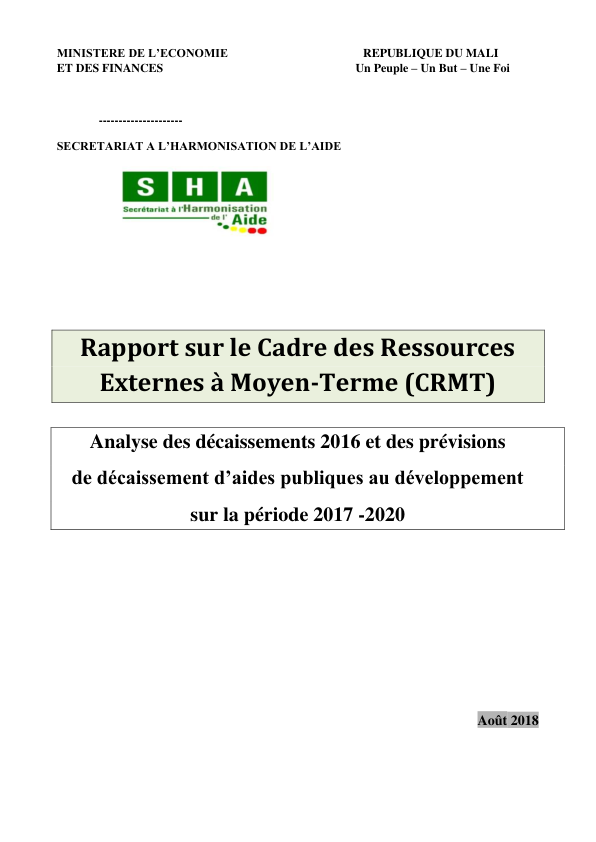 MINISTERE DE L’ECONOMIE
ET DES FINANCES
REPUBLIQUE DU MALI
Un Peuple – Un But – Une Foi
---------------------
SECRETARIAT A L’HARMONISATION DE L’AIDE
S H A
Secrétariat à l'Harmonisation
de l'
Aide
Rapport sur le Cadre des Ressources
Externes à Moyen-Terme (CRMT)
Analyse des décaissements 2016 et des prévisions
de décaissement d’aides publiques au développement
sur la période 2017 -2020
Août 2018